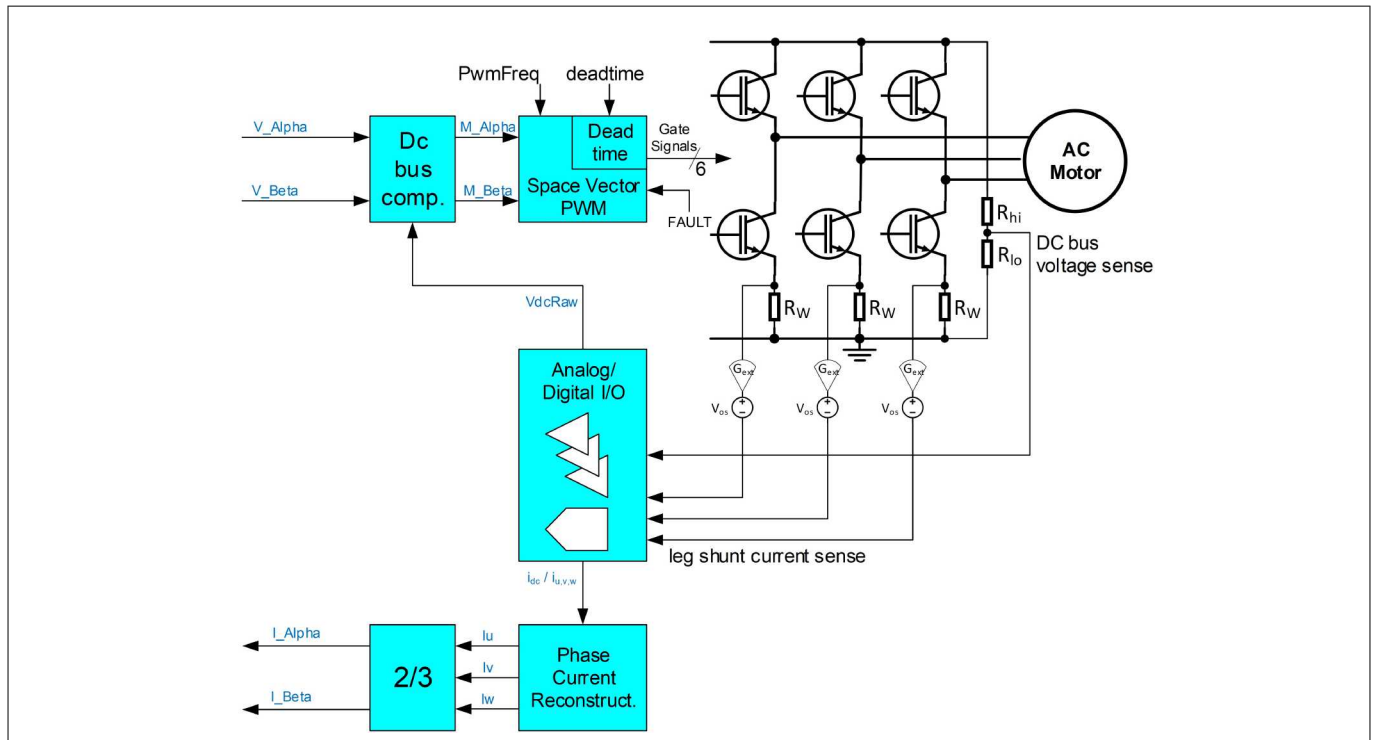 PwmFreq
deadtime
V_Alpha
M_Alpha
Dc
bus
comp.
Dead
time
Gate
Signals
6
AC
Motor
V_Beta
M_Beta
Space Vector
PWM
FAULT
Rhi
Rlo
DC bus
voltage sense
VdcRaw
RW
RW
RW
Analog/
Digital I/O
Gext
Gext
Gext
Vos
Vos
Vos
+
−
+
−
+
−
leg shunt current sense
idc / iu,v,w
I_Alpha
I_Beta
2/3
Iu
Iv
Iw
Phase
Current
Reconstruct.